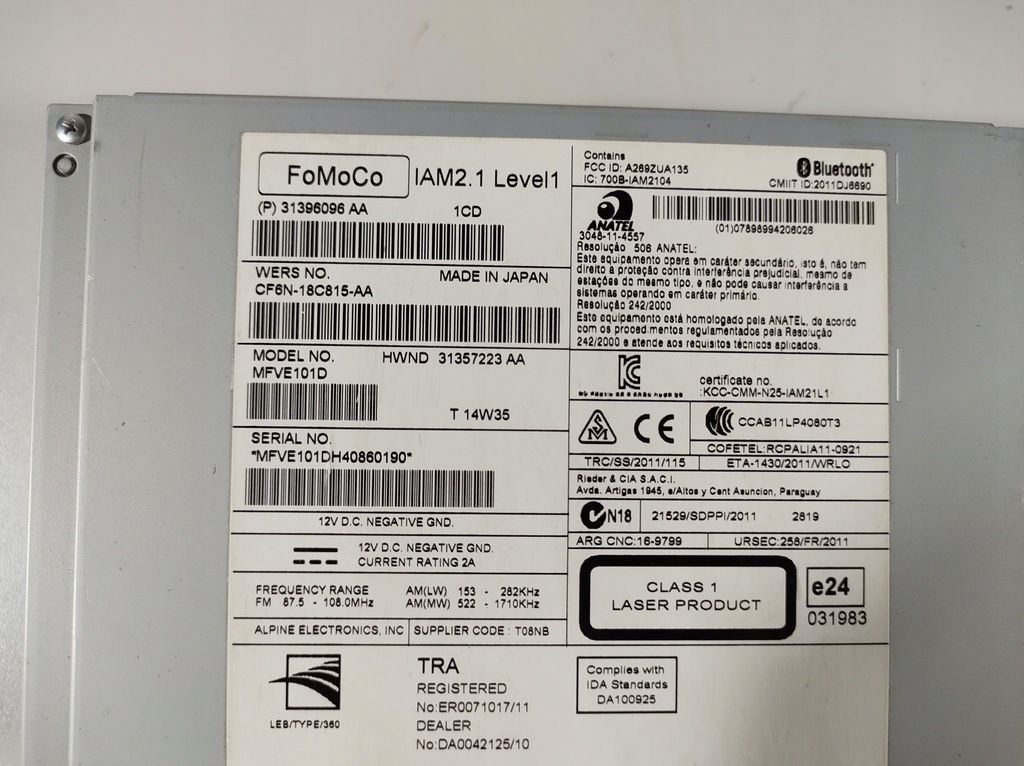 FoMoCo
IAM2.1 Level1
(P) 31396096 AA 1CD
WERS NO. MADE IN JAPAN
CF6N-18C815-AA
MODEL NO. HWND 31357223 AA
MFVE101D
T 14W35
SERIAL NO.
*MFVE101DH40860190*
12V D.C. NEGATIVE GND.
12V D.C. NEGATIVE GND.
CURRENT RATING 2A
FREQUENCY RANGE AM(LW) 153 - 282KHz
FM 87.5 - 108.0MHz AM(MW) 522 - 1710KHz
ALPINE ELECTRONICS, INC SUPPLIER CODE : T08NB
LEB/TYPE/360
TRA
REGISTERED
No:ER0071017/11
DEALER
No:DA0042125/10
Contains
FCC ID: A269ZUA135
IC: 700B-IAM2104
Bluetooth
CMIIT ID:2011DJ6690
ANATEL
3048-11-4557
(01)07898994206026
Resolução 506 ANATEL:
Este equipamento opera em caráter secundário, isto é, não tem
direito a proteção contra interferência prejudicial, mesmo de
estações do mesmo tipo, e não pode causar interferência a
sistemas operando em caráter primário.
Resolução 242/2000
Este equipamento está homologado pela ANATEL, de acordo
com os procedimentos regulamentados pela Resolução
242/2000 e atende aos requisitos técnicos aplicados.
certificate no.
:KCC-CMM-N25-IAM21L1
CE
CCAB11LP4080T3
COFETEL:RCPALIA11-0921
TRC/SS/2011/115 ETA-1430/2011/WRLO
Rieder & CIA S.A.C.I.
Avda. Artigas 1945, e/Altos y Cent Asuncion, Paraguay
N18 21529/SDPPI/2011 2819
ARG CNC:16-9799 URSEC:258/FR/2011
CLASS 1
LASER PRODUCT
e24
031983
Complies with
IDA Standards
DA100925